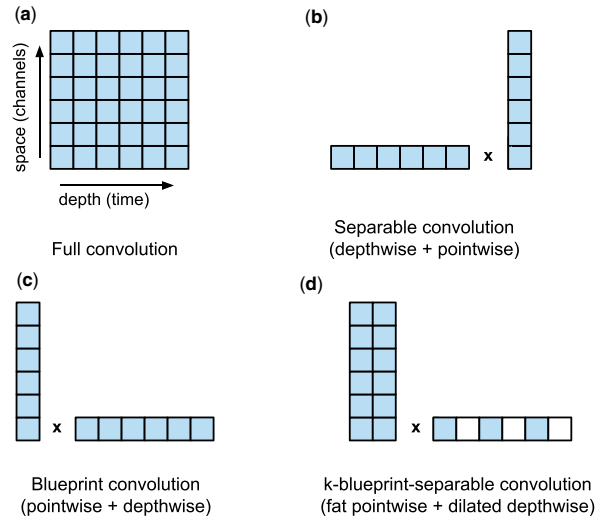 (a)
space (channels)
depth (time)
Full convolution
(b)
x
Separable convolution
(depthwise + pointwise)
(c)
x
Blueprint convolution
(pointwise + depthwise)
(d)
x
k-blueprint-separable convolution
(fat pointwise + dilated depthwise)